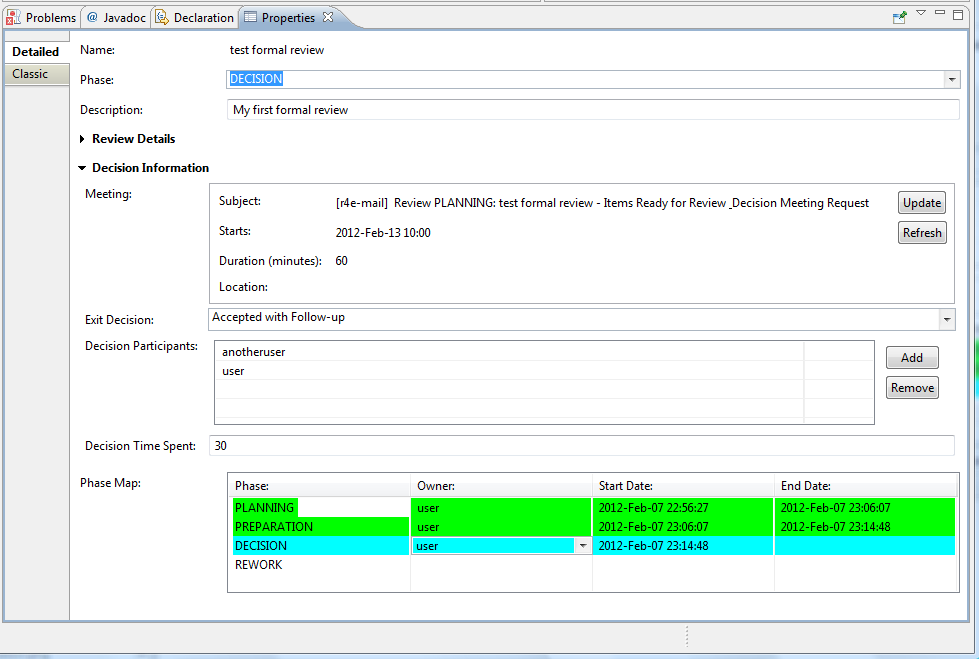 Problems @ Javadoc Declaration Properties
Detailed
Classic
Name: test formal review
Phase: DECISION
Description: My first formal review
Review Details
Decision Information
Meeting:
Subject: [r4e-mail] Review PLANNING: test formal review - Items Ready for Review _Decision Meeting Request Update
Starts: 2012-Feb-13 10:00 Refresh
Duration (minutes): 60
Location:
Exit Decision: Accepted with Follow-up
Decision Participants: anotheruser Add
user Remove
Decision Time Spent: 30
Phase Map: Phase: Owner: Start Date: End Date:
PLANNING user 2012-Feb-07 22:56:27 2012-Feb-07 23:06:07
PREPARATION user 2012-Feb-07 23:06:07 2012-Feb-07 23:14:48
DECISION user 2012-Feb-07 23:14:48
REWORK